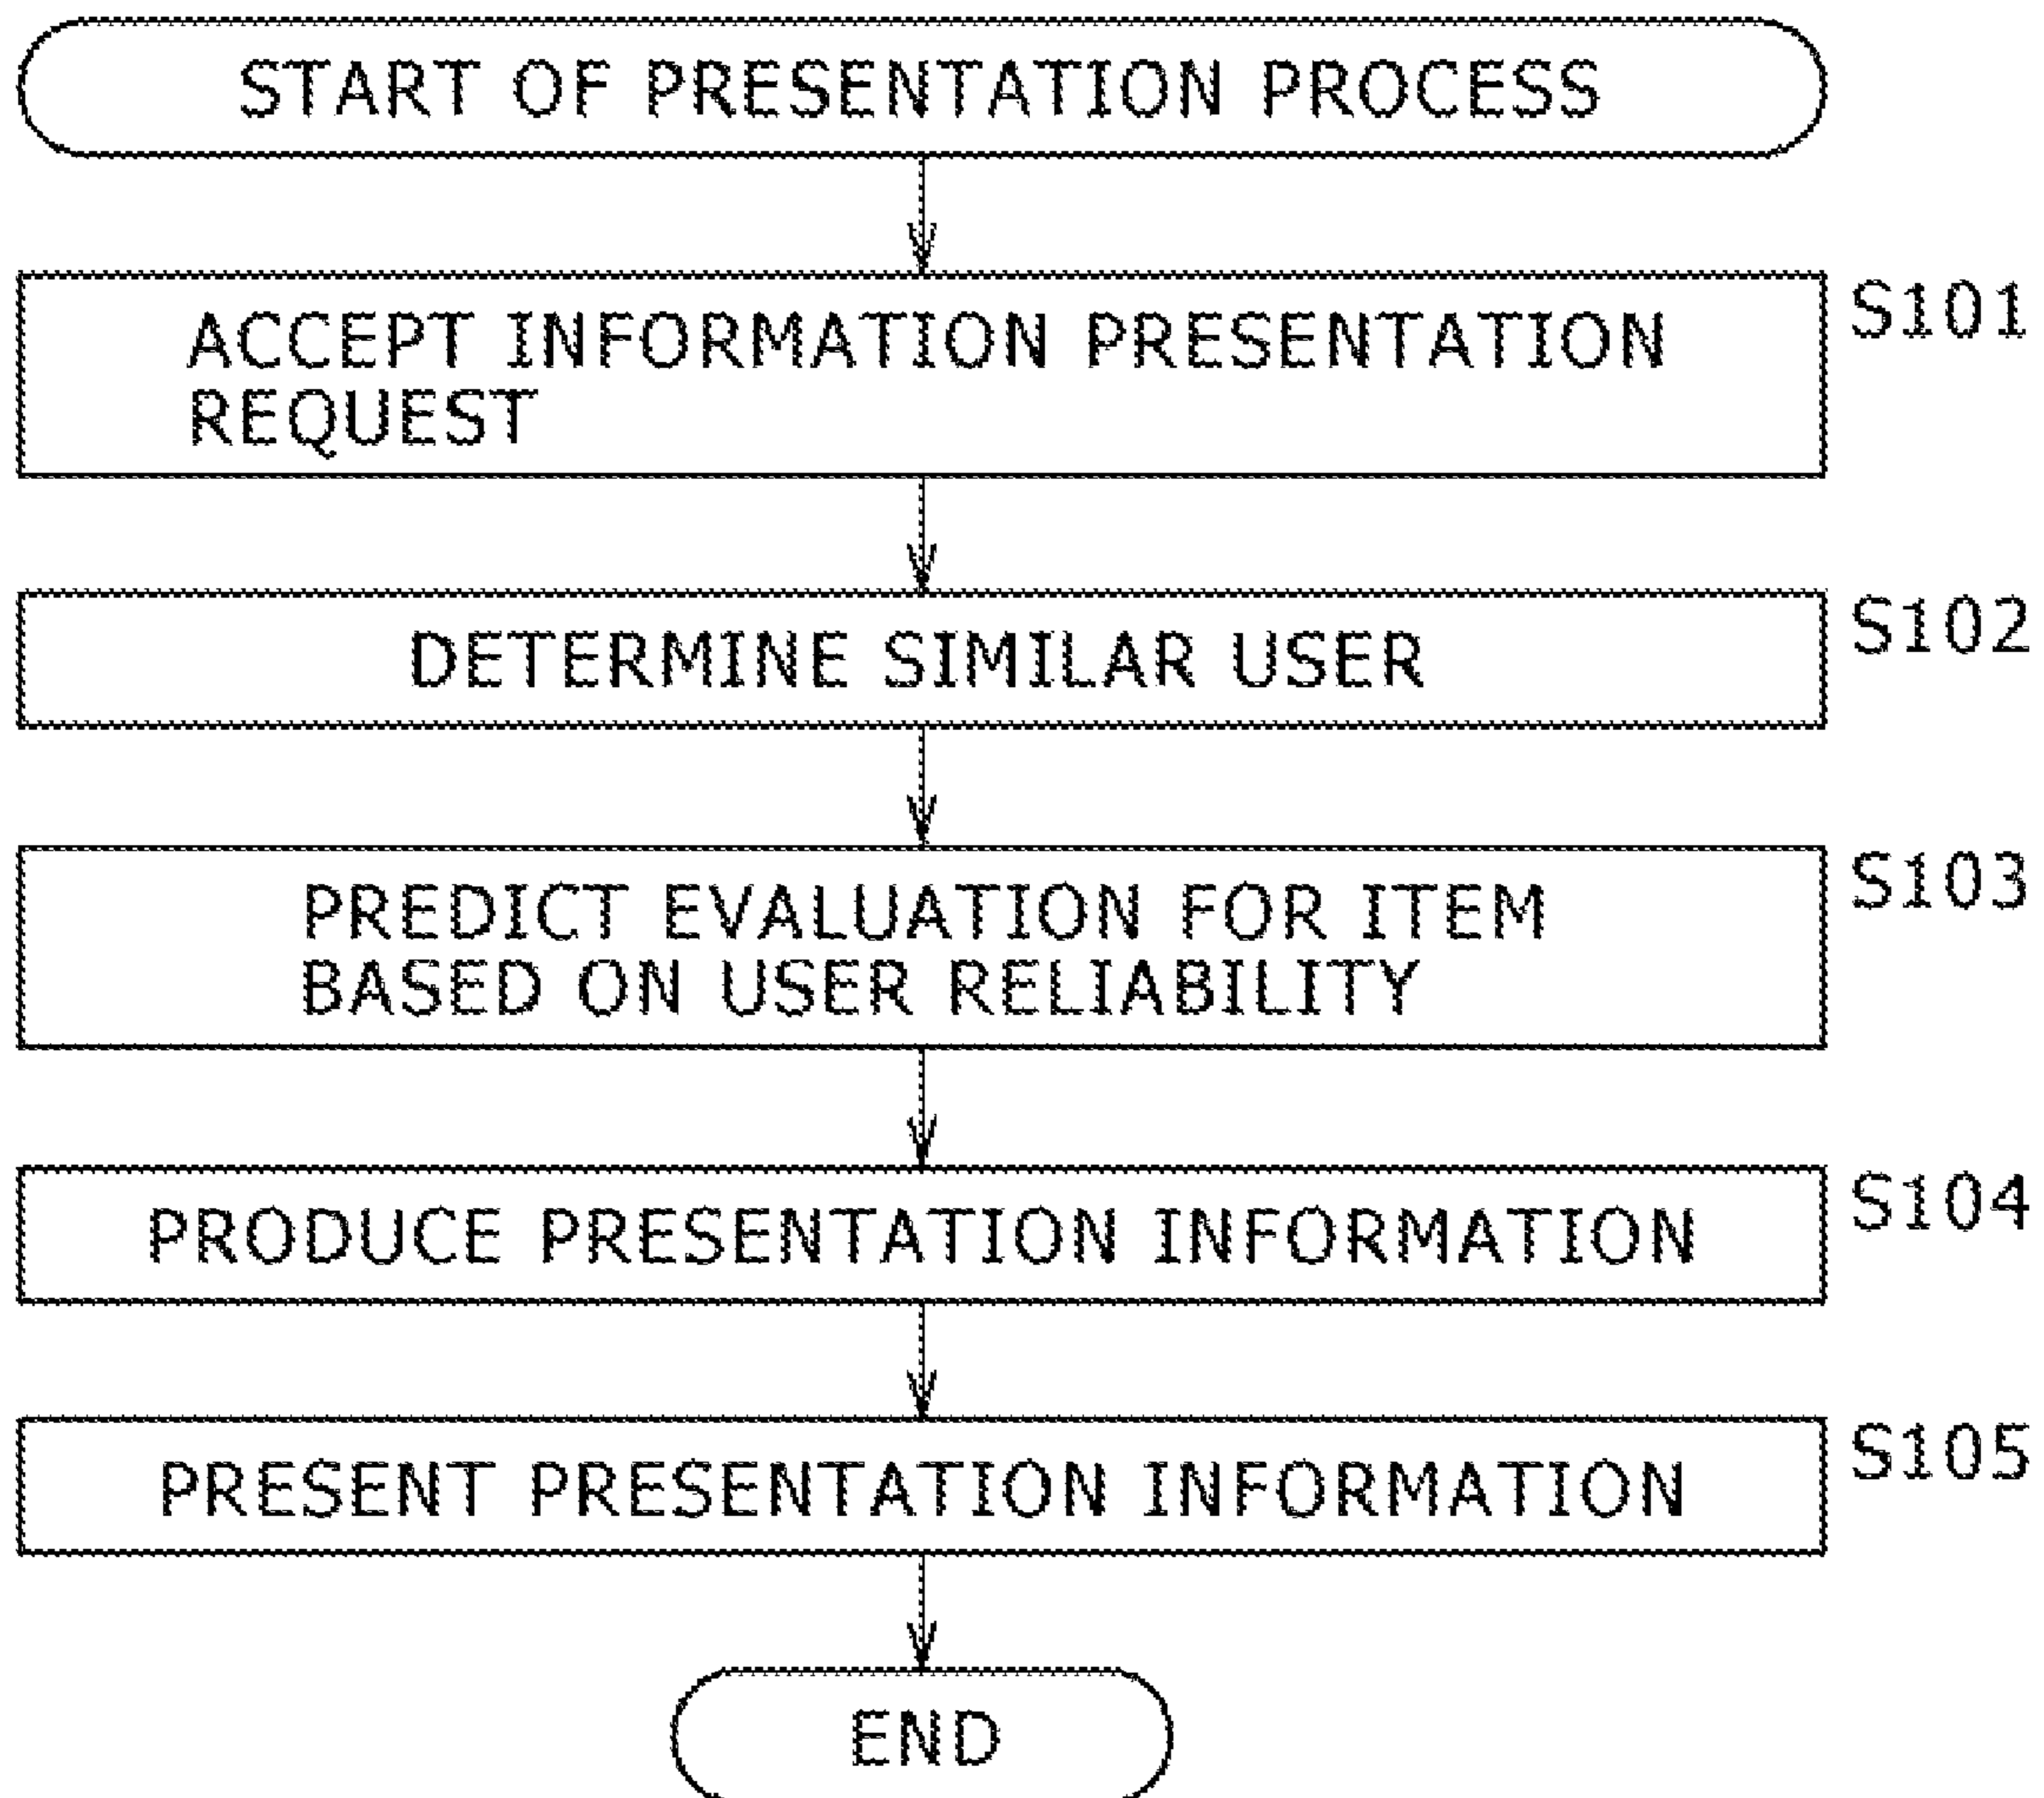 START OF PRESENTATION PROCESS
ACCEPT INFORMATION PRESENTATION
REQUEST
S101
DETERMINE SIMILAR USER
S102
PREDICT EVALUATION FOR ITEM
BASED ON USER RELIABILITY
S103
PRODUCE PRESENTATION INFORMATION
S104
PRESENT PRESENTATION INFORMATION
S105
END